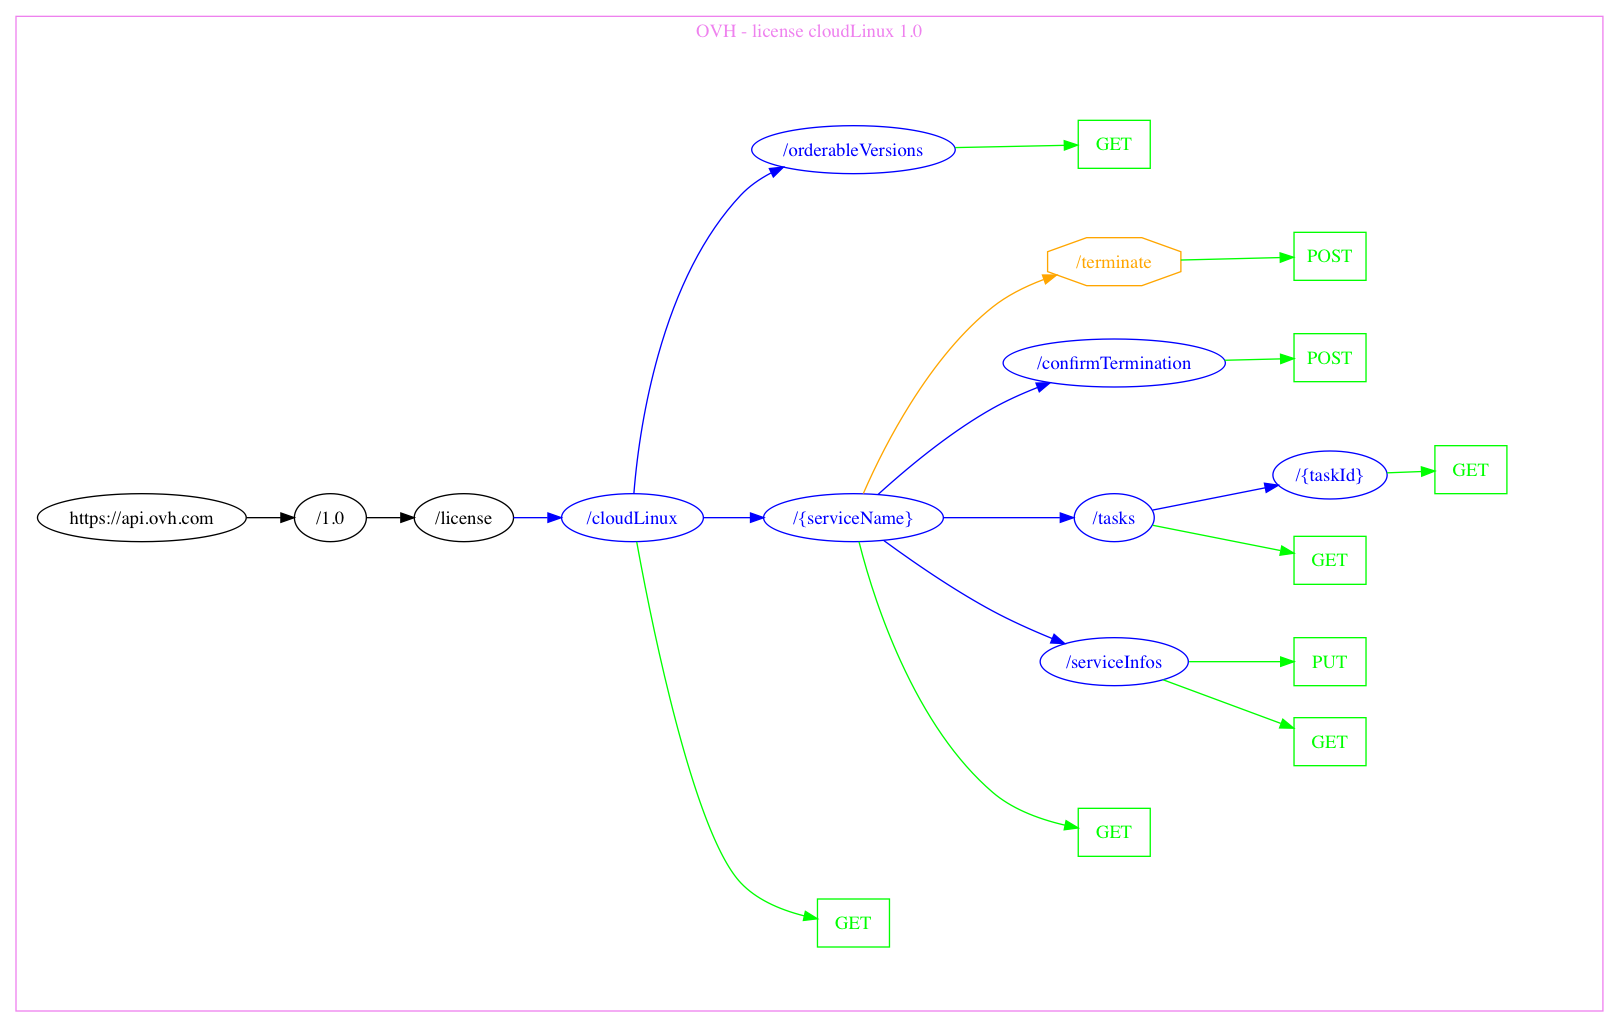 OVH - license cloudLinux 1.0
/orderableVersions
GET
/terminate
POST
/confirmTermination
POST
/{taskId}
GET
https://api.ovh.com
/1.0
/license
/cloudLinux
/{serviceName}
/tasks
GET
/serviceInfos
PUT
GET
GET
GET